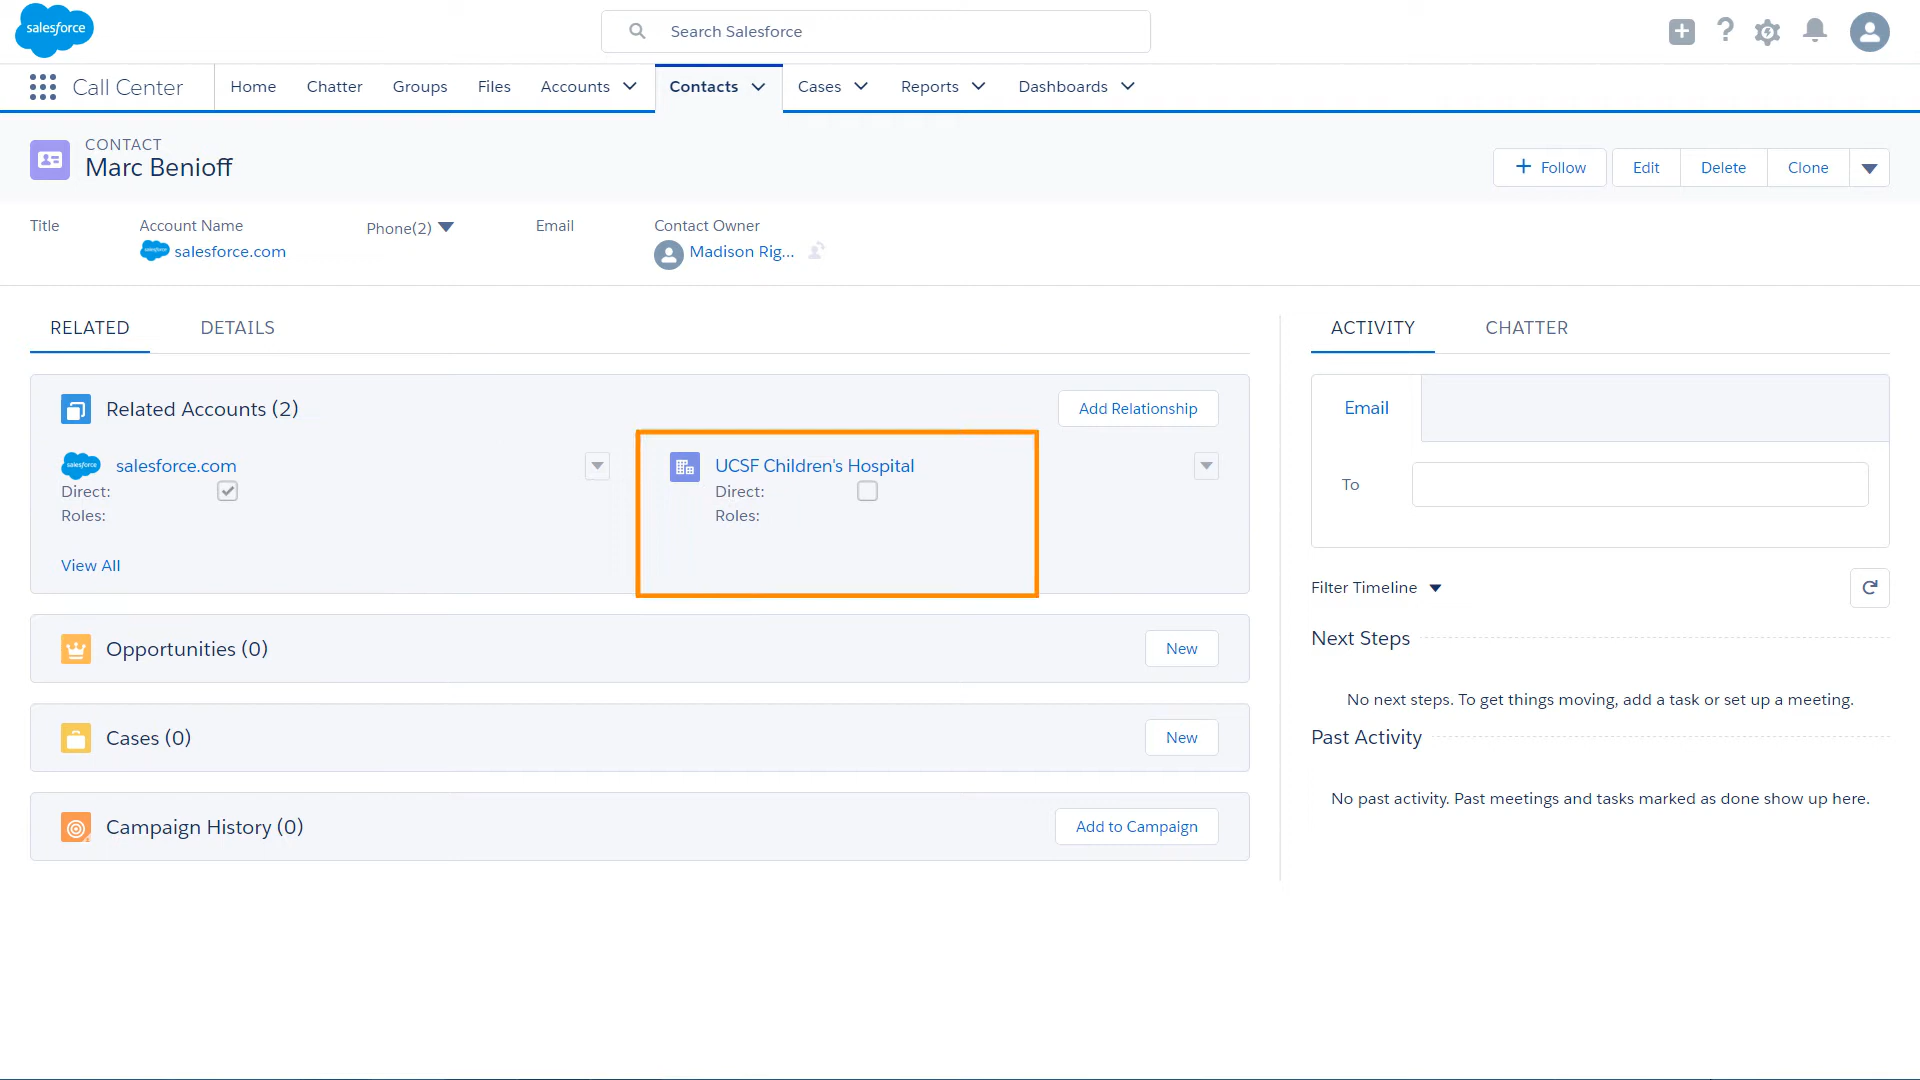 salesforce
Search Salesforce
Call Center
Home
Chatter
Groups
Files
Accounts
Contacts
Cases
Reports
Dashboards
CONTACT
Marc Benioff
Follow
Edit
Delete
Clone
Title
Account Name
Phone(2)
Email
Contact Owner
salesforce
salesforce.com
Madison Rig...
RELATED
DETAILS
ACTIVITY
CHATTER
Related Accounts (2)
Add Relationship
salesforce
salesforce.com
Direct:
Roles:
View All
UCSF Children's Hospital
Direct:
Roles:
Opportunities (0)
New
Cases (0)
New
Campaign History (0)
Add to Campaign
Email
To
Filter Timeline
Next Steps
No next steps. To get things moving, add a task or set up a meeting.
Past Activity
No past activity. Past meetings and tasks marked as done show up here.